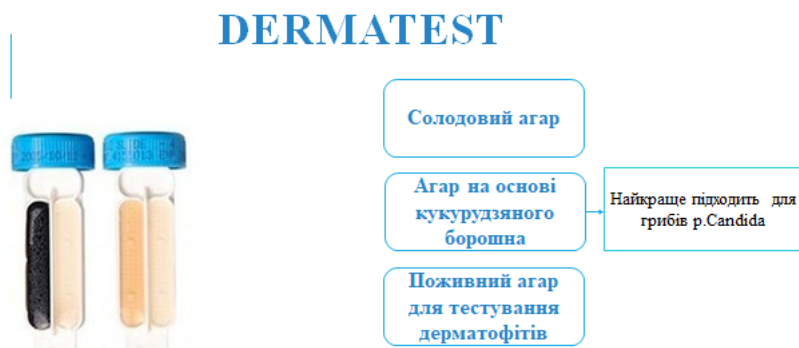 DERMATEST
Солодовий агар
Агар на основі
кукурудзяного
борошна
Найкраще підходить для
грибів р.Candida
Поживний агар
для тестування
дерматофітів